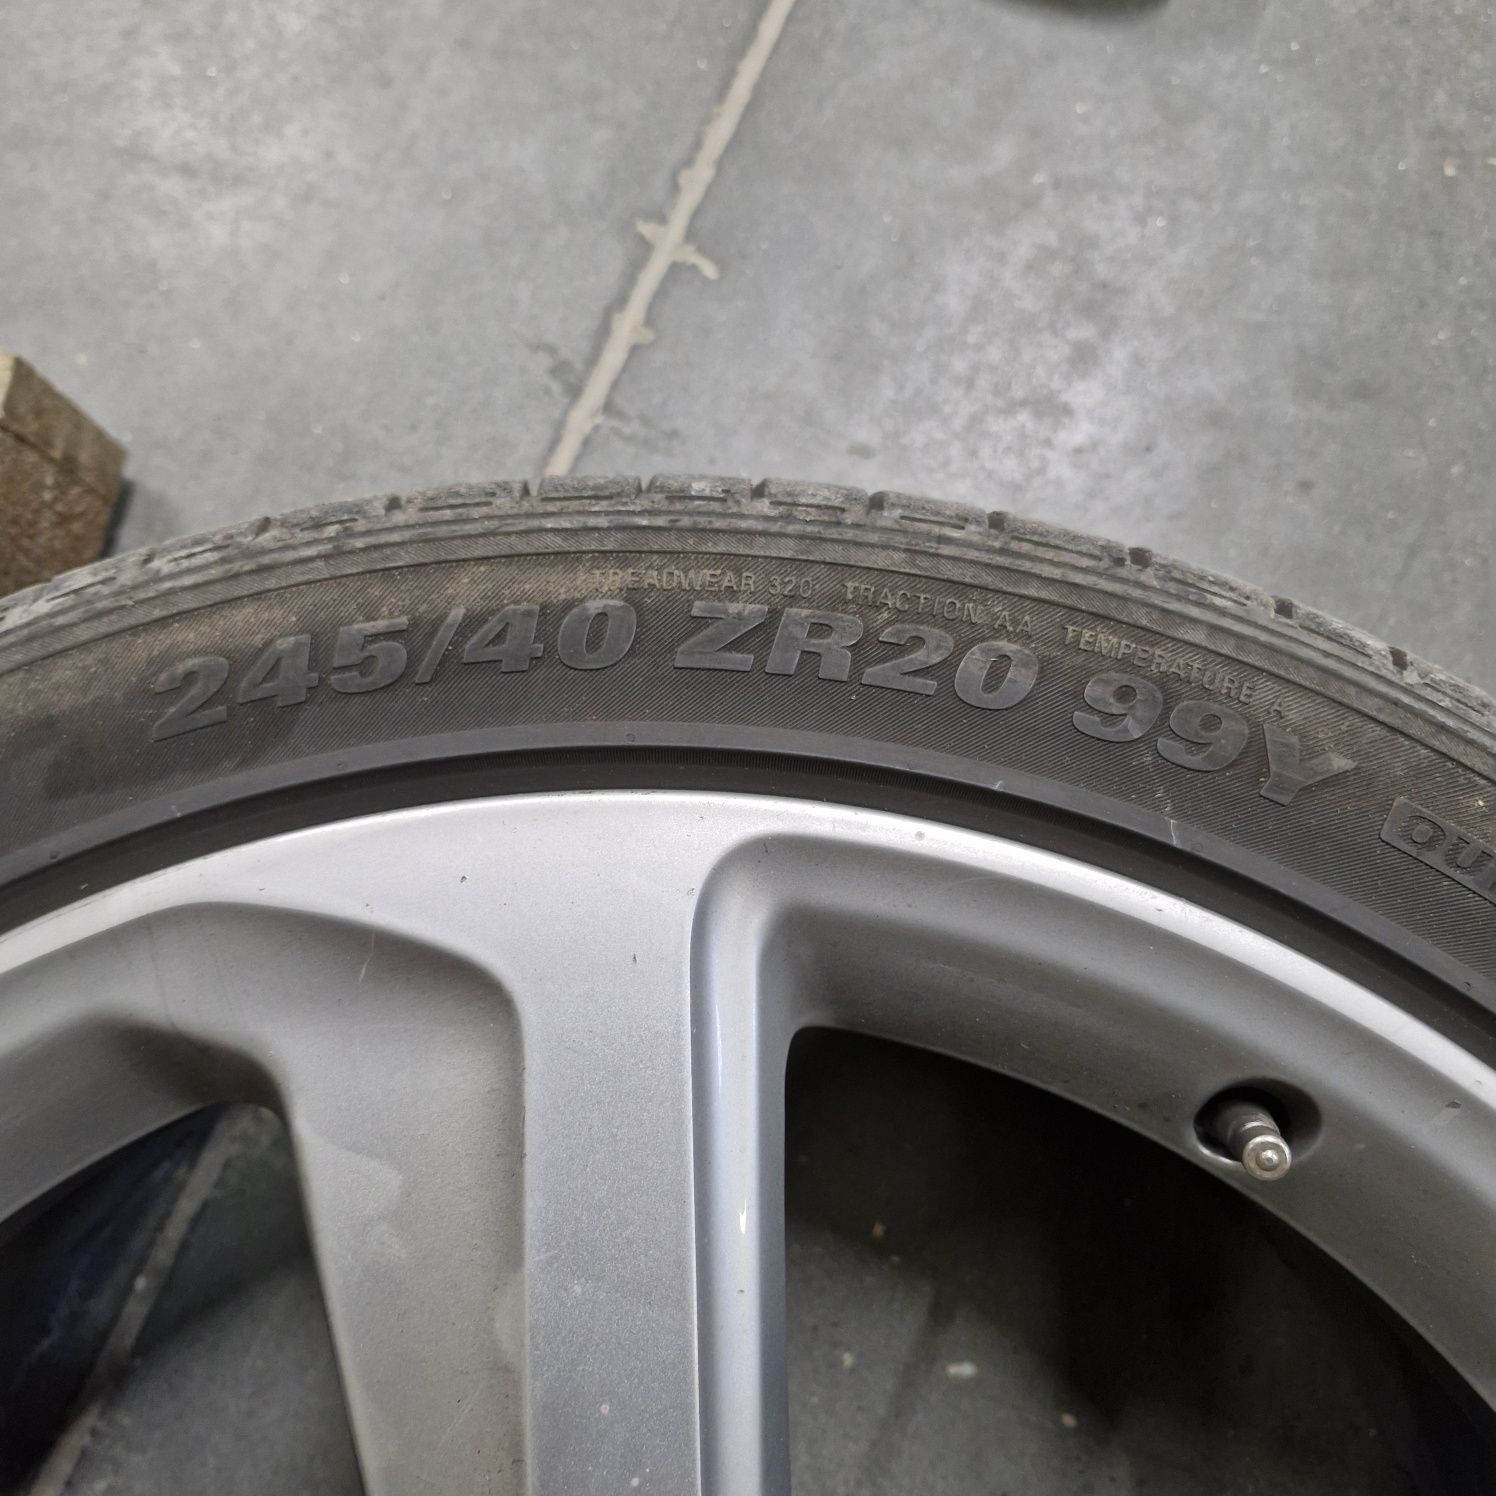 TREADWEAR 320 TRACTION AA TEMPERATURE A
245/40 ZR20 99Y